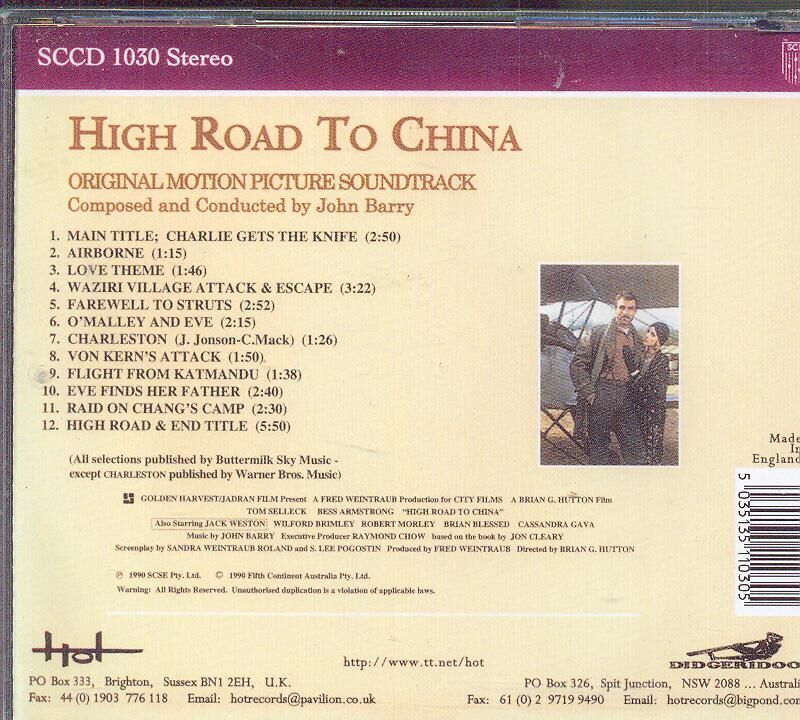 SCCD 1030 Stereo
HIGH ROAD TO CHINA
ORIGINAL MOTION PICTURE SOUNDTRACK
Composed and Conducted by John Barry
1. MAIN TITLE; CHARLIE GETS THE KNIFE (2:50)
2. AIRBORNE (1:15)
3. LOVE THEME (1:46)
4. WAZIRI VILLAGE ATTACK & ESCAPE (3:22)
5. FAREWELL TO STRUTS (2:52)
6. O'MALLEY AND EVE (2:15)
7. CHARLESTON (J. Jonson-C.Mack) (1:26)
8. VON KERN'S ATTACK (1:50)
9. FLIGHT FROM KATMANDU (1:38)
10. EVE FINDS HER FATHER (2:40)
11. RAID ON CHANG'S CAMP (2:30)
12. HIGH ROAD & END TITLE (5:50)
(All selections published by Buttermilk Sky Music -
except CHARLESTON published by Warner Bros. Music)
Made
In
England
5 035135 110305
GOLDEN HARVEST/JADRAN FILM Present A FRED WEINTRAUB Production for CITY FILMS A BRIAN G. HUTTON Film
TOM SELLECK BESS ARMSTRONG "HIGH ROAD TO CHINA"
Also Starring JACK WESTON WILFORD BRIMLEY ROBERT MORLEY BRIAN BLESSED CASSANDRA GAVA
Music by JOHN BARRY Executive Producer RAYMOND CHOW based on the book by JON CLEARY
Screenplay by SANDRA WEINTRAUB ROLAND and S. LEE POGOSTIN Produced by FRED WEINTRAUB Directed by BRIAN G. HUTTON
℗ 1990 SCSE Pty. Ltd. © 1990 Fifth Continent Australia Pty. Ltd.
Warning: All Rights Reserved. Unauthorised duplication is a violation of applicable laws.
Hot
http://www.tt.net/hot
DIDGERIDOO
PO Box 333, Brighton, Sussex BN1 2EH, U.K.
Fax: 44 (0) 1903 776 118 Email: hotrecords@pavilion.co.uk
PO Box 326, Spit Junction, NSW 2088 ... Australi
Fax: 61 (0) 2 9719 9490 Email: hotrecords@bigpond.com